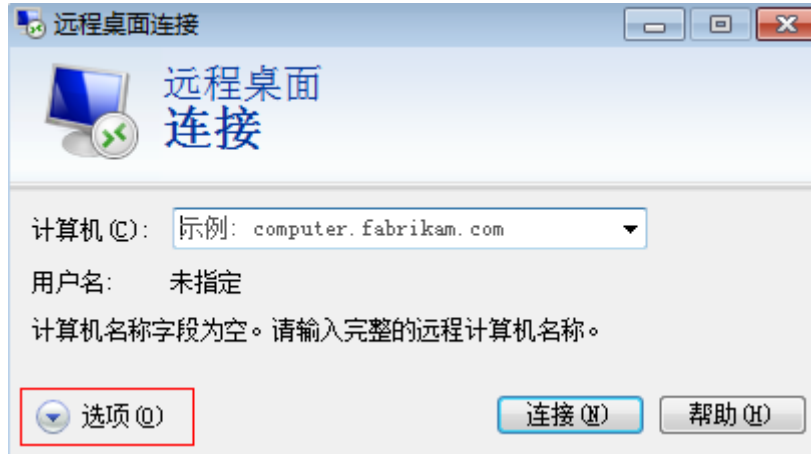 远程桌面连接
远程桌面
连接
计算机(C): 示例: computer.fabrikam.com
用户名: 未指定
计算机名称字段为空。请输入完整的远程计算机名称。
选项(O) 连接(N) 帮助(H)